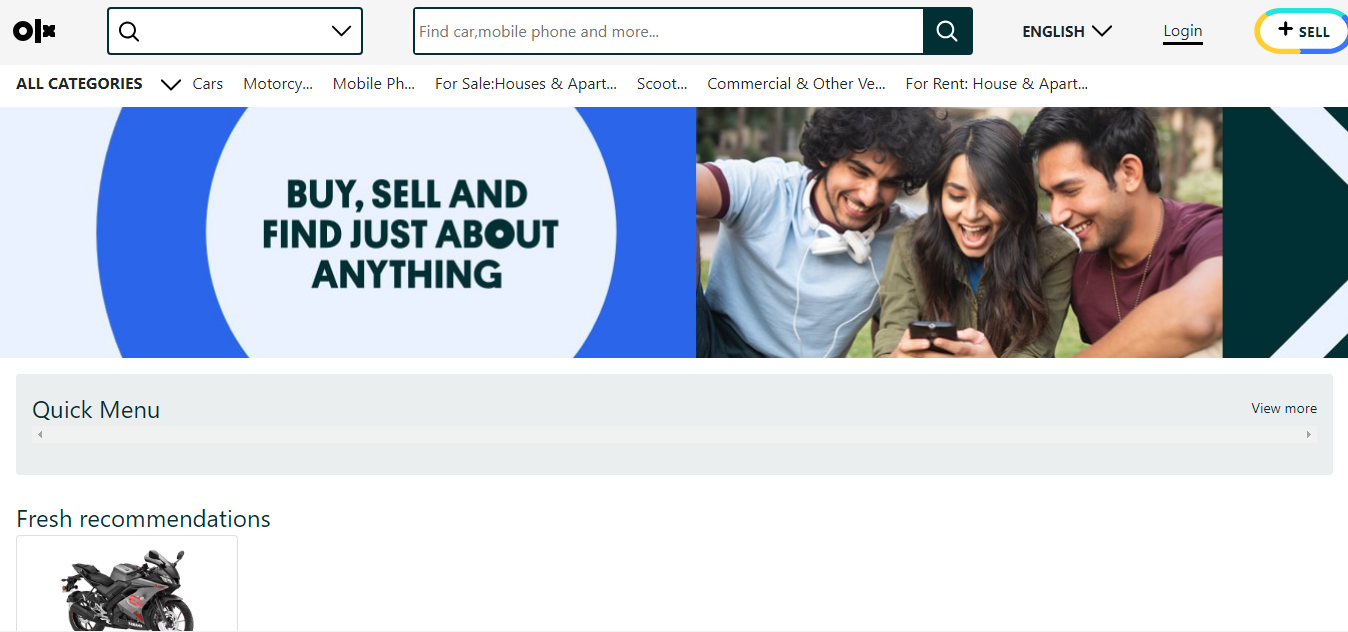 olx
Find car,mobile phone and more...
ENGLISH
Login
+ SELL
ALL CATEGORIES
Cars
Motorcy...
Mobile Ph...
For Sale:Houses & Apart...
Scoot...
Commercial & Other Ve...
For Rent: House & Apart...
BUY, SELL AND
FIND JUST ABOUT
ANYTHING
Quick Menu
View more
Fresh recommendations